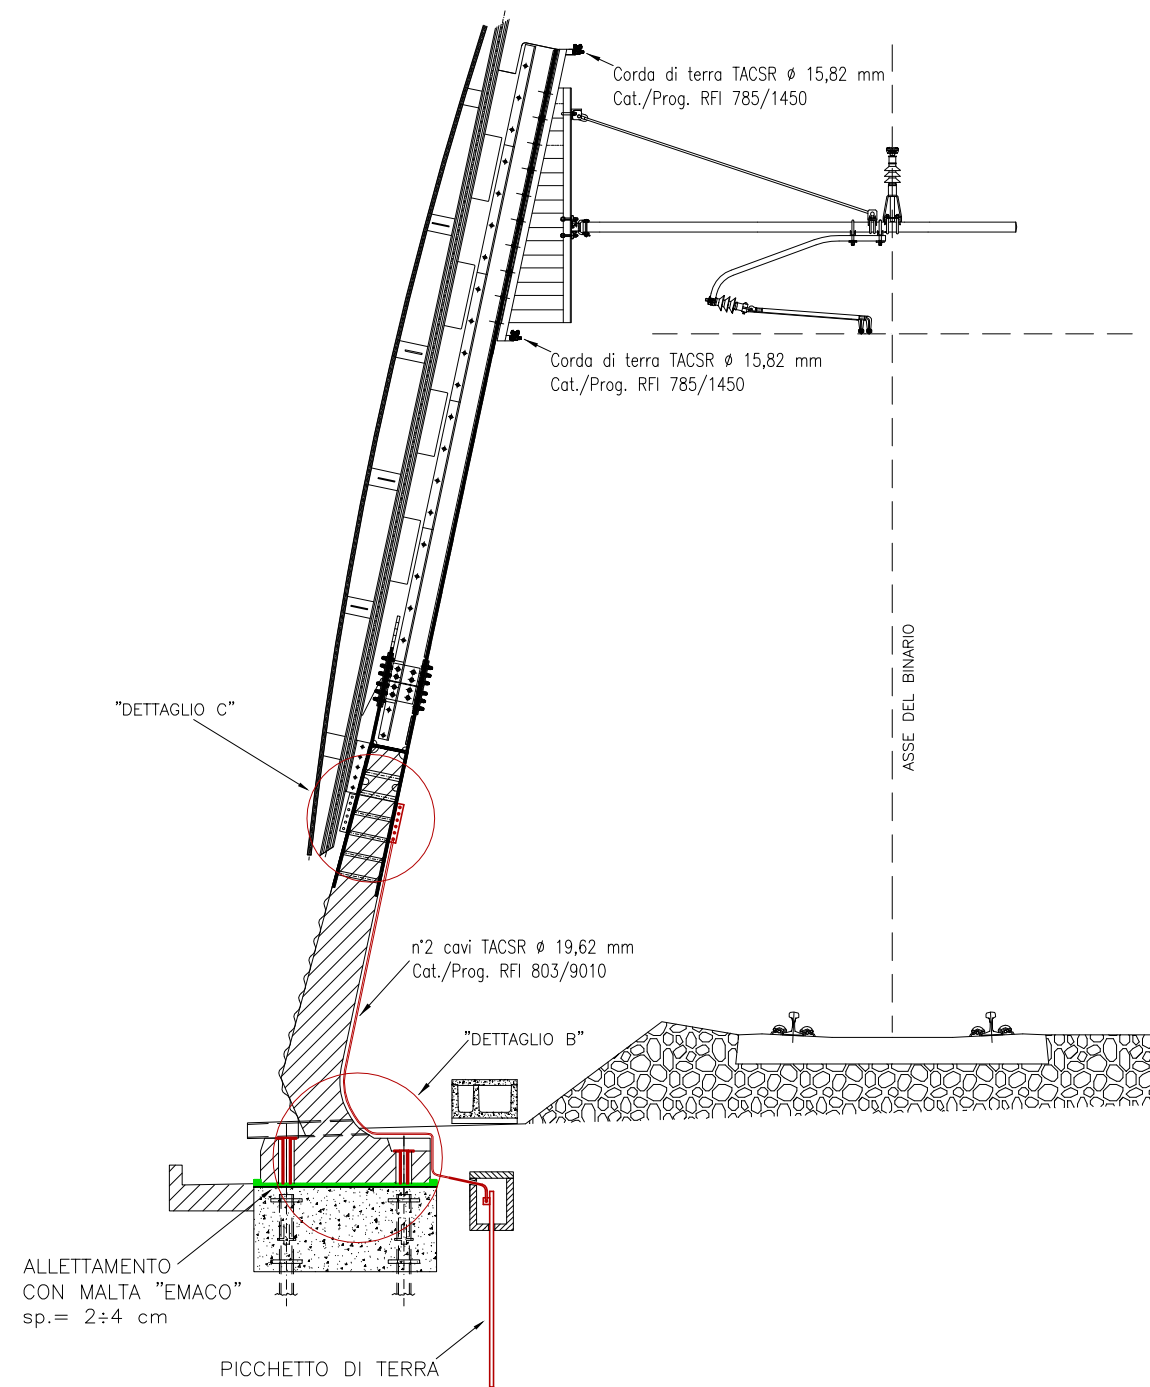 Corda di terra TACSR ø 15,82 mm
Cat./Prog. RFI 785/1450
Corda di terra TACSR ø 15,82 mm
Cat./Prog. RFI 785/1450
ASSE DEL BINARIO
"DETTAGLIO C"
n°2 cavi TACSR ø 19,62 mm
Cat./Prog. RFI 803/9010
"DETTAGLIO B"
ALLETTAMENTO
CON MALTA "EMACO"
sp.= 2÷4 cm
PICCHETTO DI TERRA